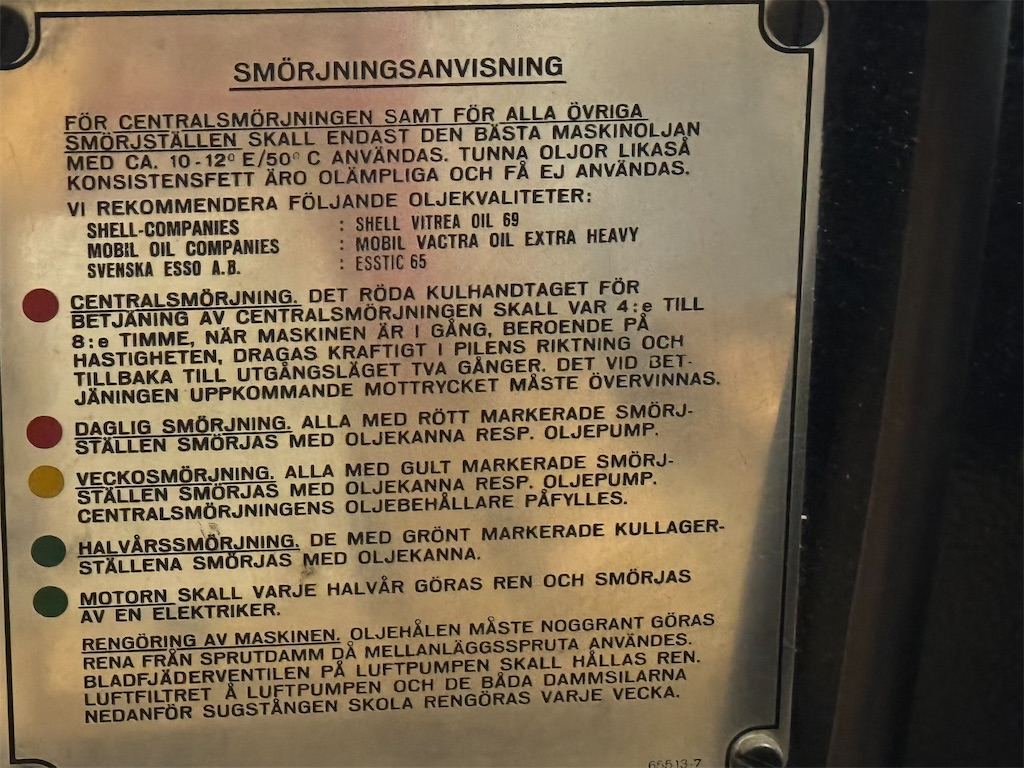 SMÖRJNINGSANVISNING
FÖR CENTRALSMÖRJNINGEN SAMT FÖR ALLA ÖVRIGA
SMÖRJSTÄLLEN SKALL ENDAST DEN BÄSTA MASKINOLJAN
MED CA. 10-12° E/50° C ANVÄNDAS. TUNNA OLJOR LIKASÅ
KONSISTENSFETT ÄRO OLÄMPLIGA OCH FÅ EJ ANVÄNDAS.
VI REKOMMENDERA FÖLJANDE OLJEKVALITETER:
SHELL-COMPANIES : SHELL VITREA OIL 69
MOBIL OIL COMPANIES : MOBIL VACTRA OIL EXTRA HEAVY
SVENSKA ESSO A.B. : ESSTIC 65
CENTRALSMÖRJNING. DET RÖDA KULHANDTAGET FÖR
BETJÄNING AV CENTRALSMÖRJNINGEN SKALL VAR 4:e TILL
8:e TIMME, NÄR MASKINEN ÄR I GÅNG, BEROENDE PÅ
HASTIGHETEN, DRAGAS KRAFTIGT I PILENS RIKTNING OCH
TILLBAKA TILL UTGÅNGSLÄGET TVÅ GÅNGER. DET VID BET-
JÄNINGEN UPPKOMMANDE MOTTRYCKET MÅSTE ÖVERVINNAS.
DAGLIG SMÖRJNING. ALLA MED RÖTT MARKERADE SMÖRJ-
STÄLLEN SMÖRJAS MED OLJEKANNA RESP. OLJEPUMP.
VECKOSMÖRJNING. ALLA MED GULT MARKERADE SMÖRJ-
STÄLLEN SMÖRJAS MED OLJEKANNA RESP. OLJEPUMP.
CENTRALSMÖRJNINGENS OLJEBEHÅLLARE PÅFYLLES.
HALVÅRSSMÖRJNING. DE MED GRÖNT MARKERADE KULLAGER-
STÄLLENA SMÖRJAS MED OLJEKANNA.
MOTORN SKALL VARJE HALVÅR GÖRAS REN OCH SMÖRJAS
AV EN ELEKTRIKER.
RENGÖRING AV MASKINEN. OLJEHÅLEN MÅSTE NOGGRANT GÖRAS
RENA FRÅN SPRUTDAMM DÅ MELLANLÄGGSSPRUTA ANVÄNDES.
BLADFJÄDERVENTILEN PÅ LUFTPUMPEN SKALL HÅLLAS REN.
LUFTFILTRET Å LUFTPUMPEN OCH DE BÅDA DAMMSILARNA
NEDANFÖR SUGSTÅNGEN SKOLA RENGÖRAS VARJE VECKA.
65513-7